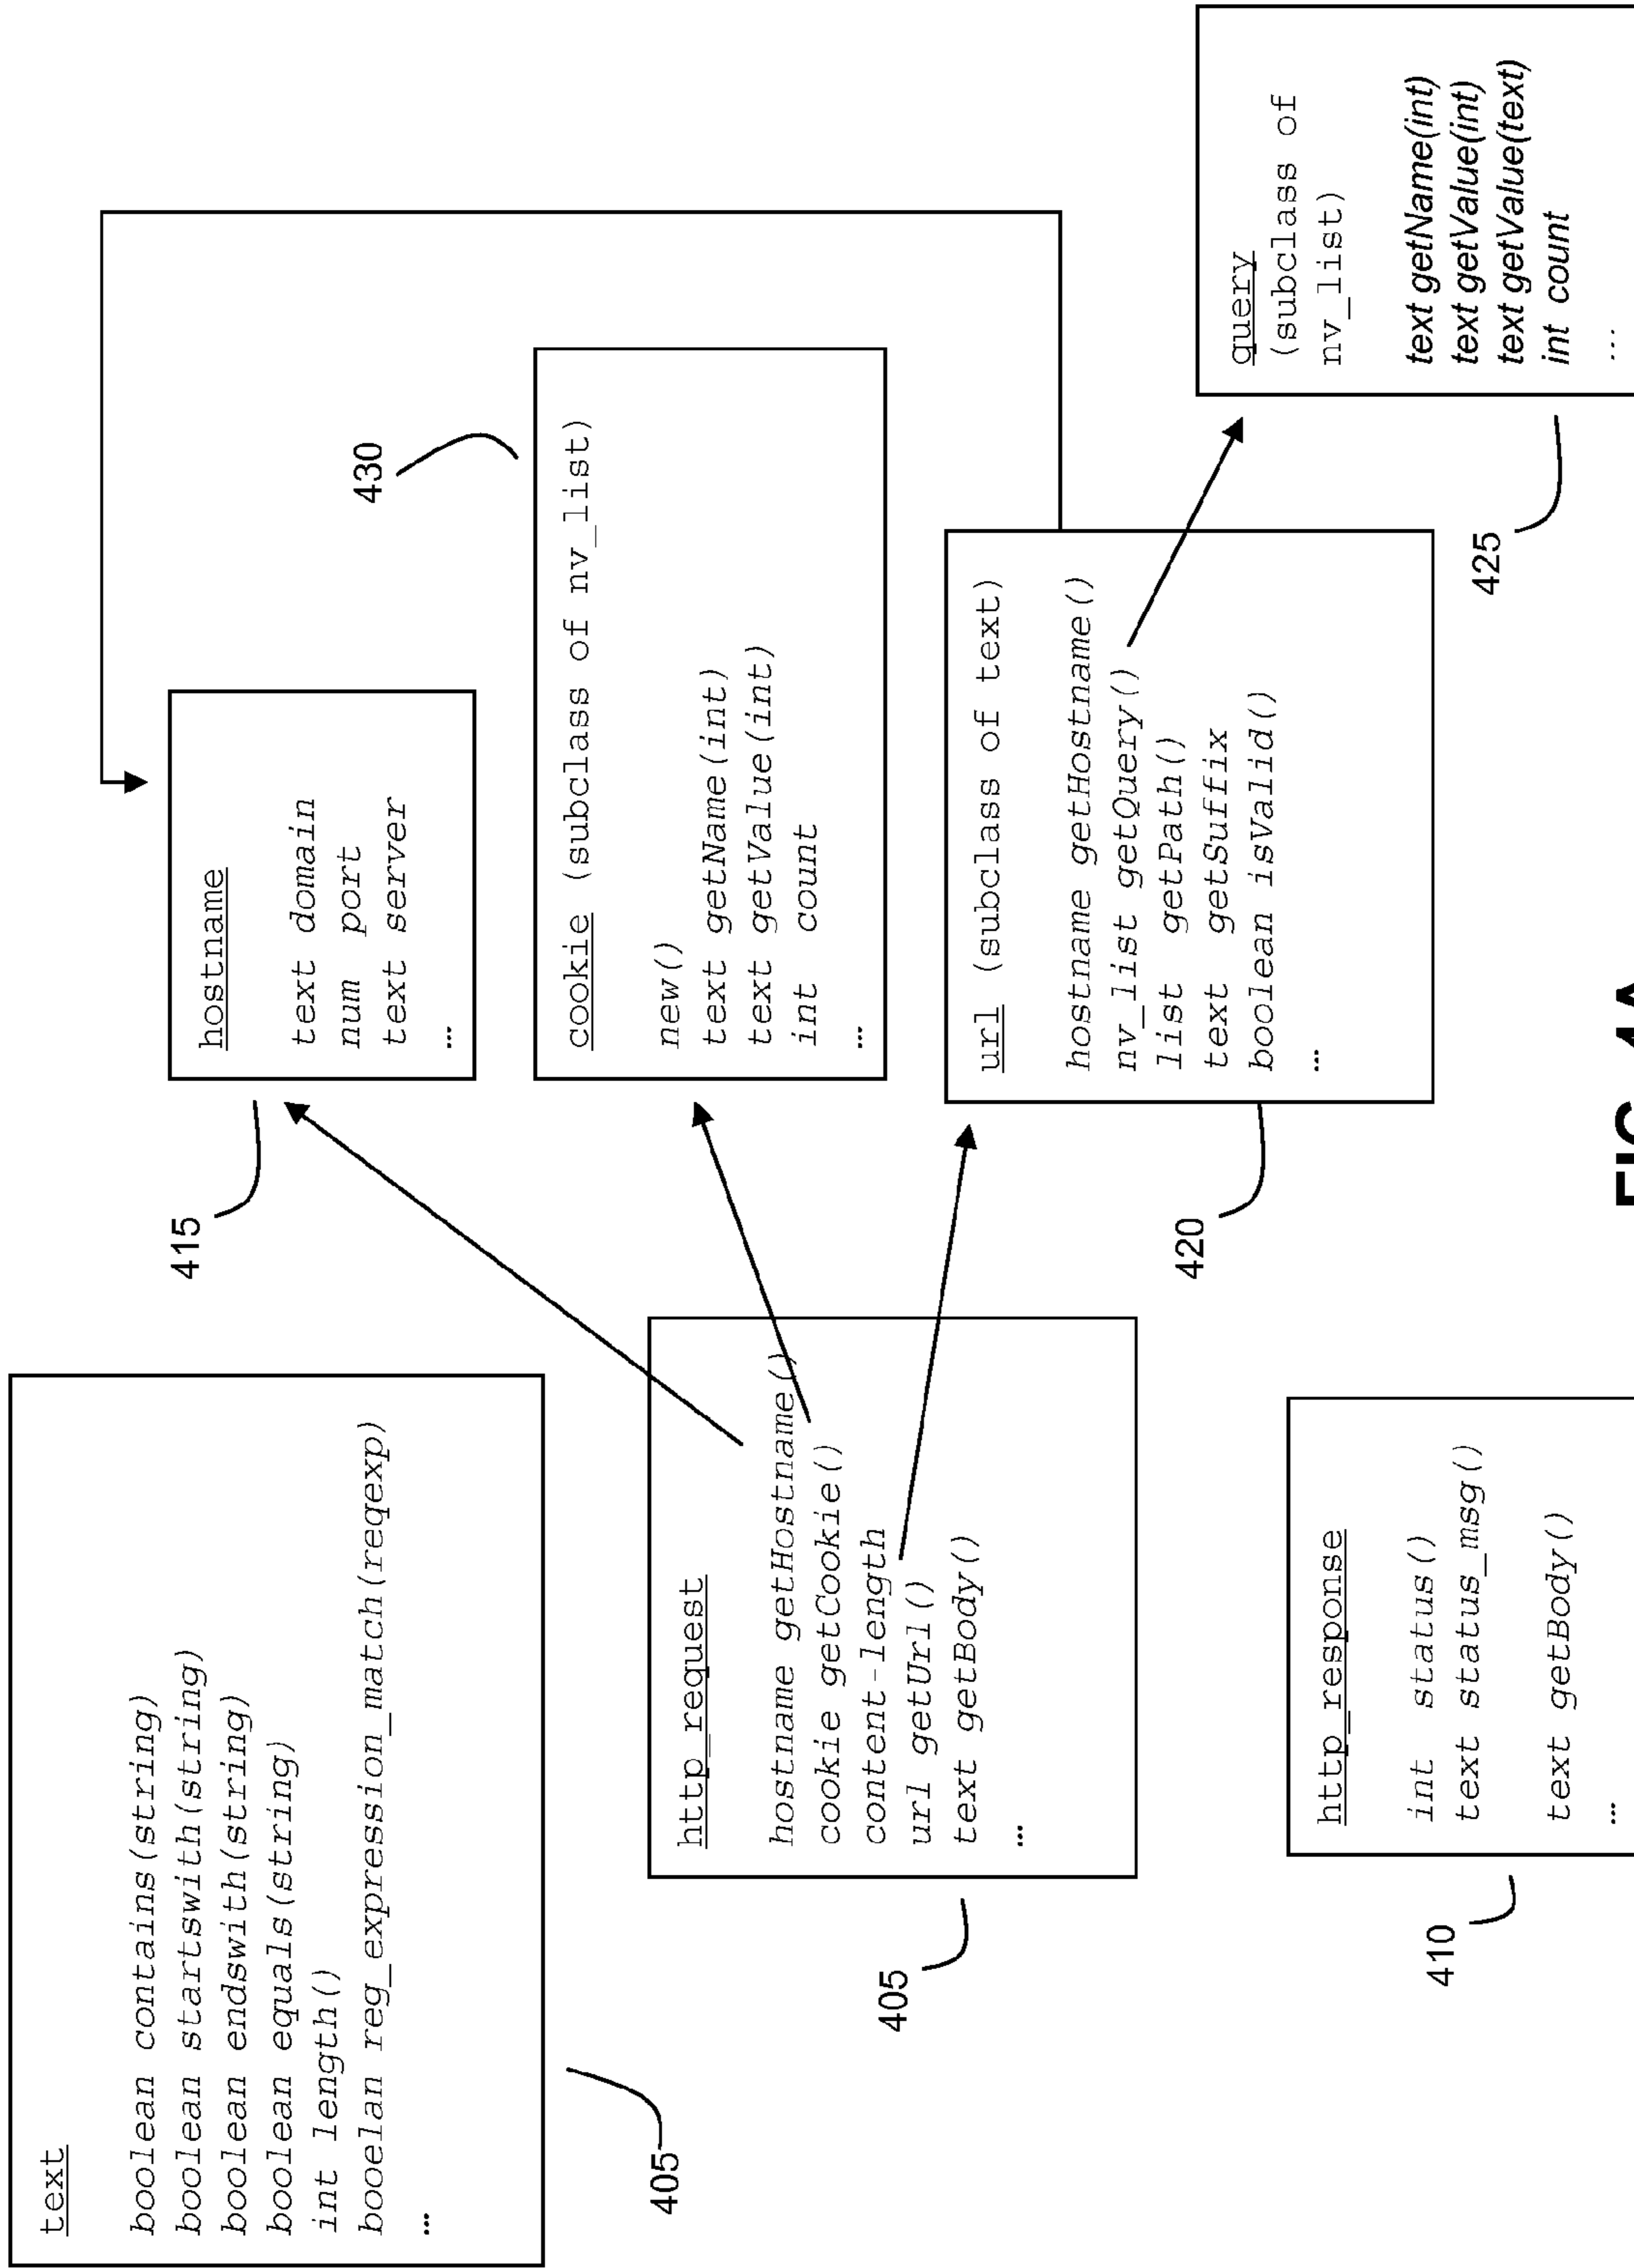 text
boolean contains(string)
boolean startswith(string)
boolean endswith(string)
boolean equals(string)
int length()
booelan reg_expression_match(reqexp)
...
405
http_request
hostname getHostname()
cookie getCookie()
content-length
url getUrl()
text getBody()
...
405
http_response
int status()
text status_msg()
text getBody()
...
410
415
hostname
text domain
num port
text server
...
430
cookie (subclass of nv_list)
new()
text getName(int)
text getValue(int)
int count
...
url (subclass of text)
hostname getHostname()
nv_list getQuery()
list getPath()
text getSuffix
boolean isValid()
...
420
query
(subclass of
nv_list)
text getName(int)
text getValue(int)
text getValue(text)
int count
...
425
FIG. 4A